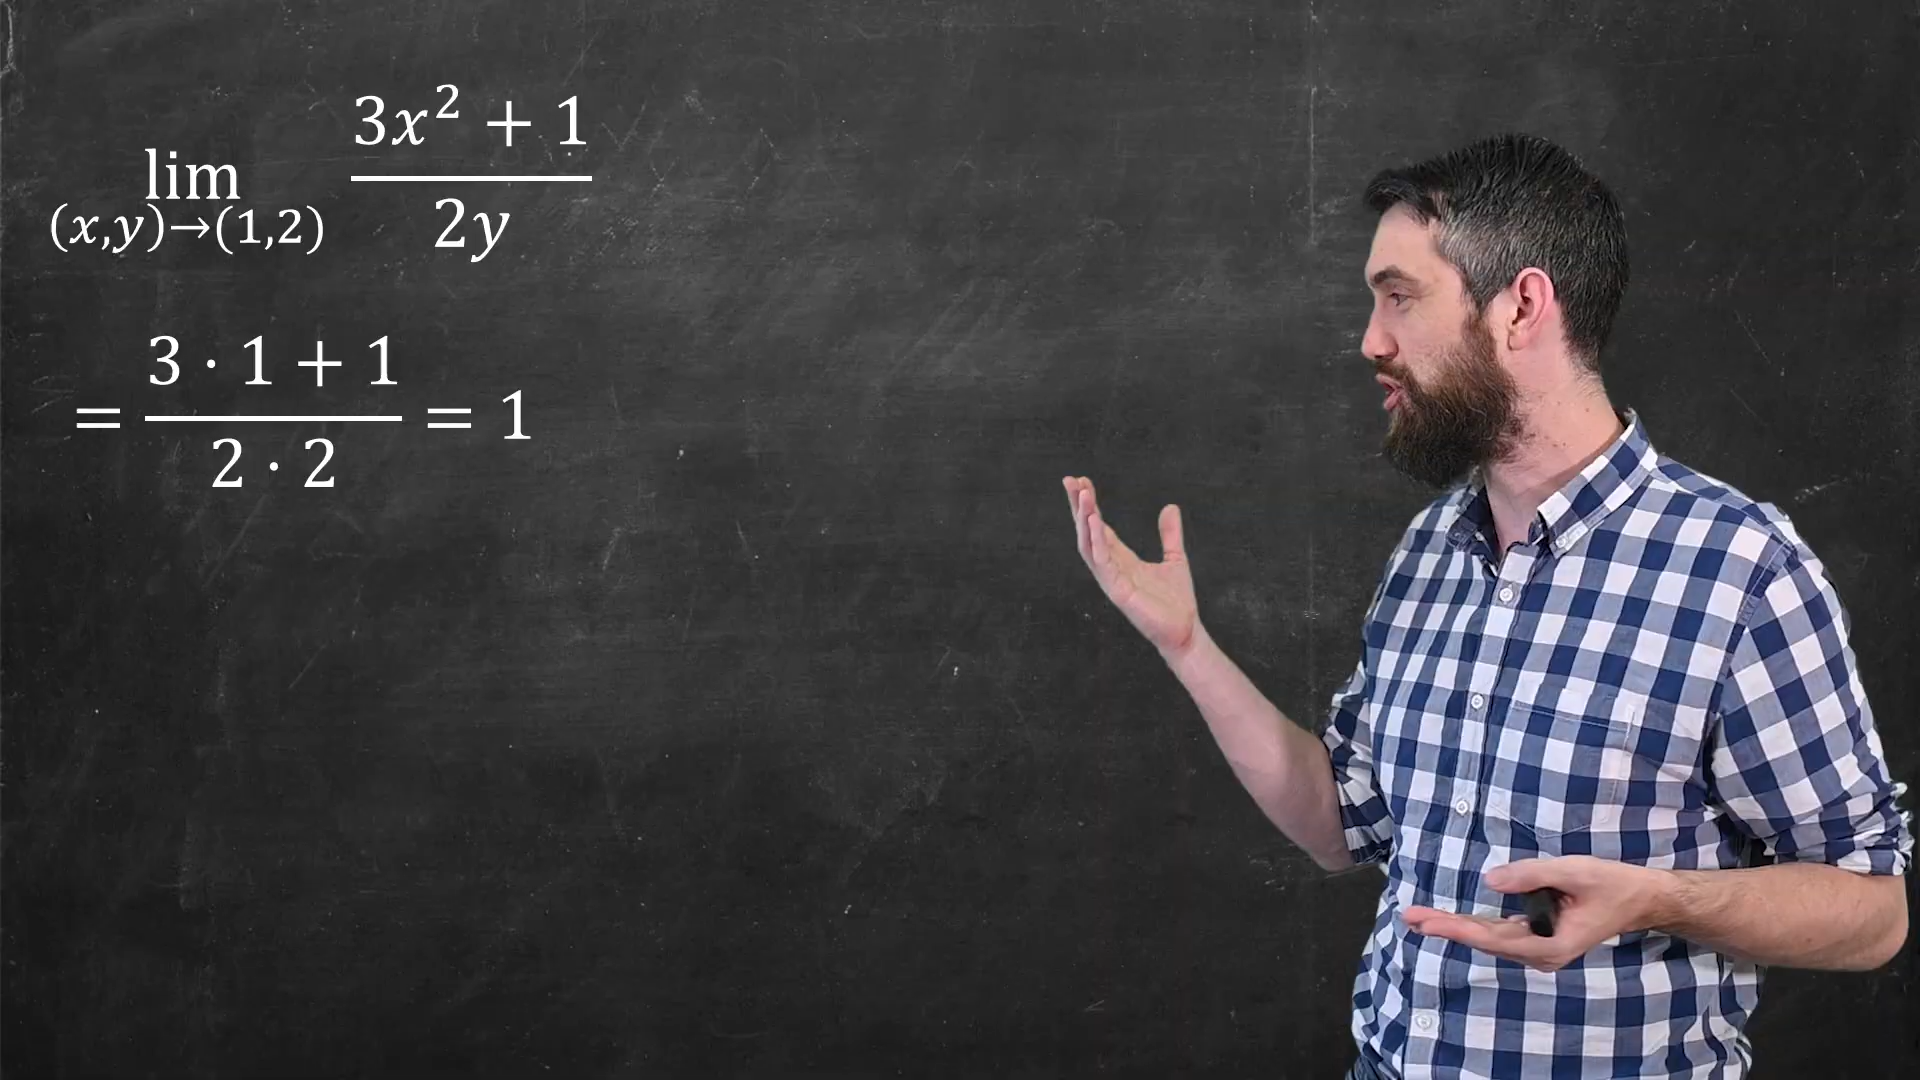 lim (x,y)→(1,2) (3x² + 1)/(2y)
= (3 · 1 + 1)/(2 · 2) = 1